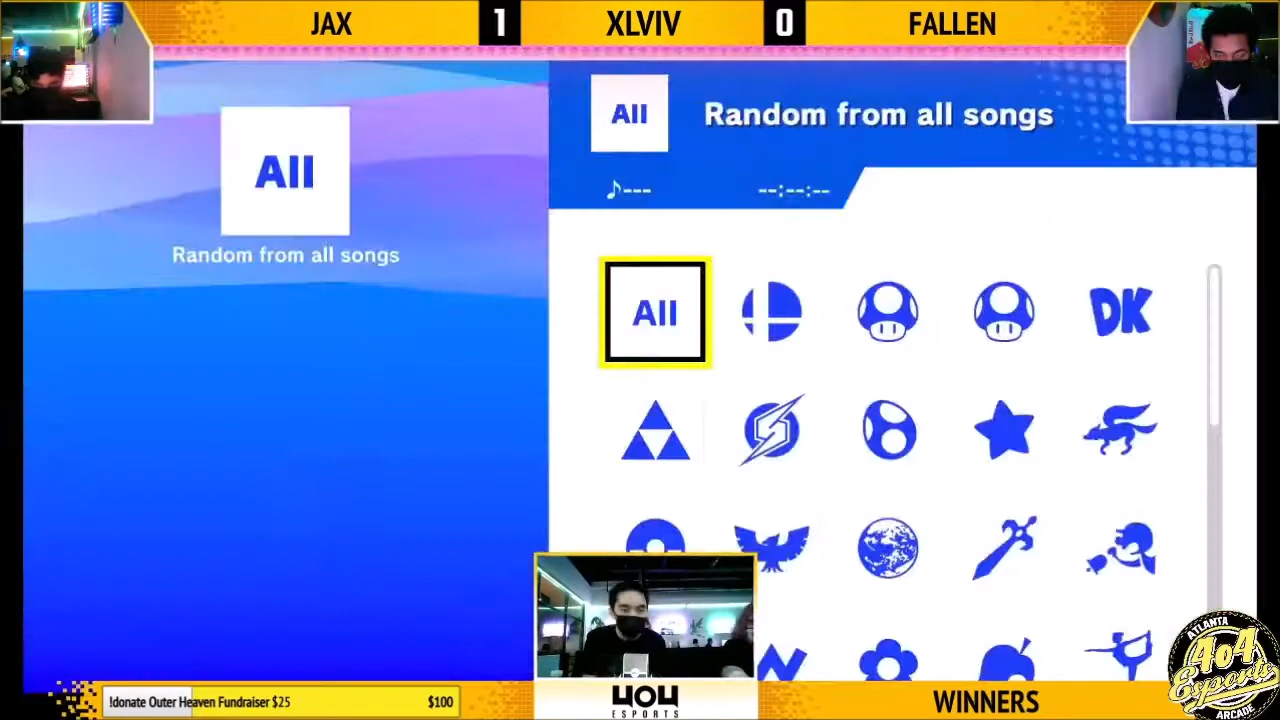 JAX 1 XLVIV 0 FALLEN
All
Random from all songs
All
Random from all songs
♪--- --:--:--
All
DK
!donate Outer Heaven Fundraiser $25 $100
404
ESPORTS
WINNERS
ATLANTA
404
Esports
ARCADE